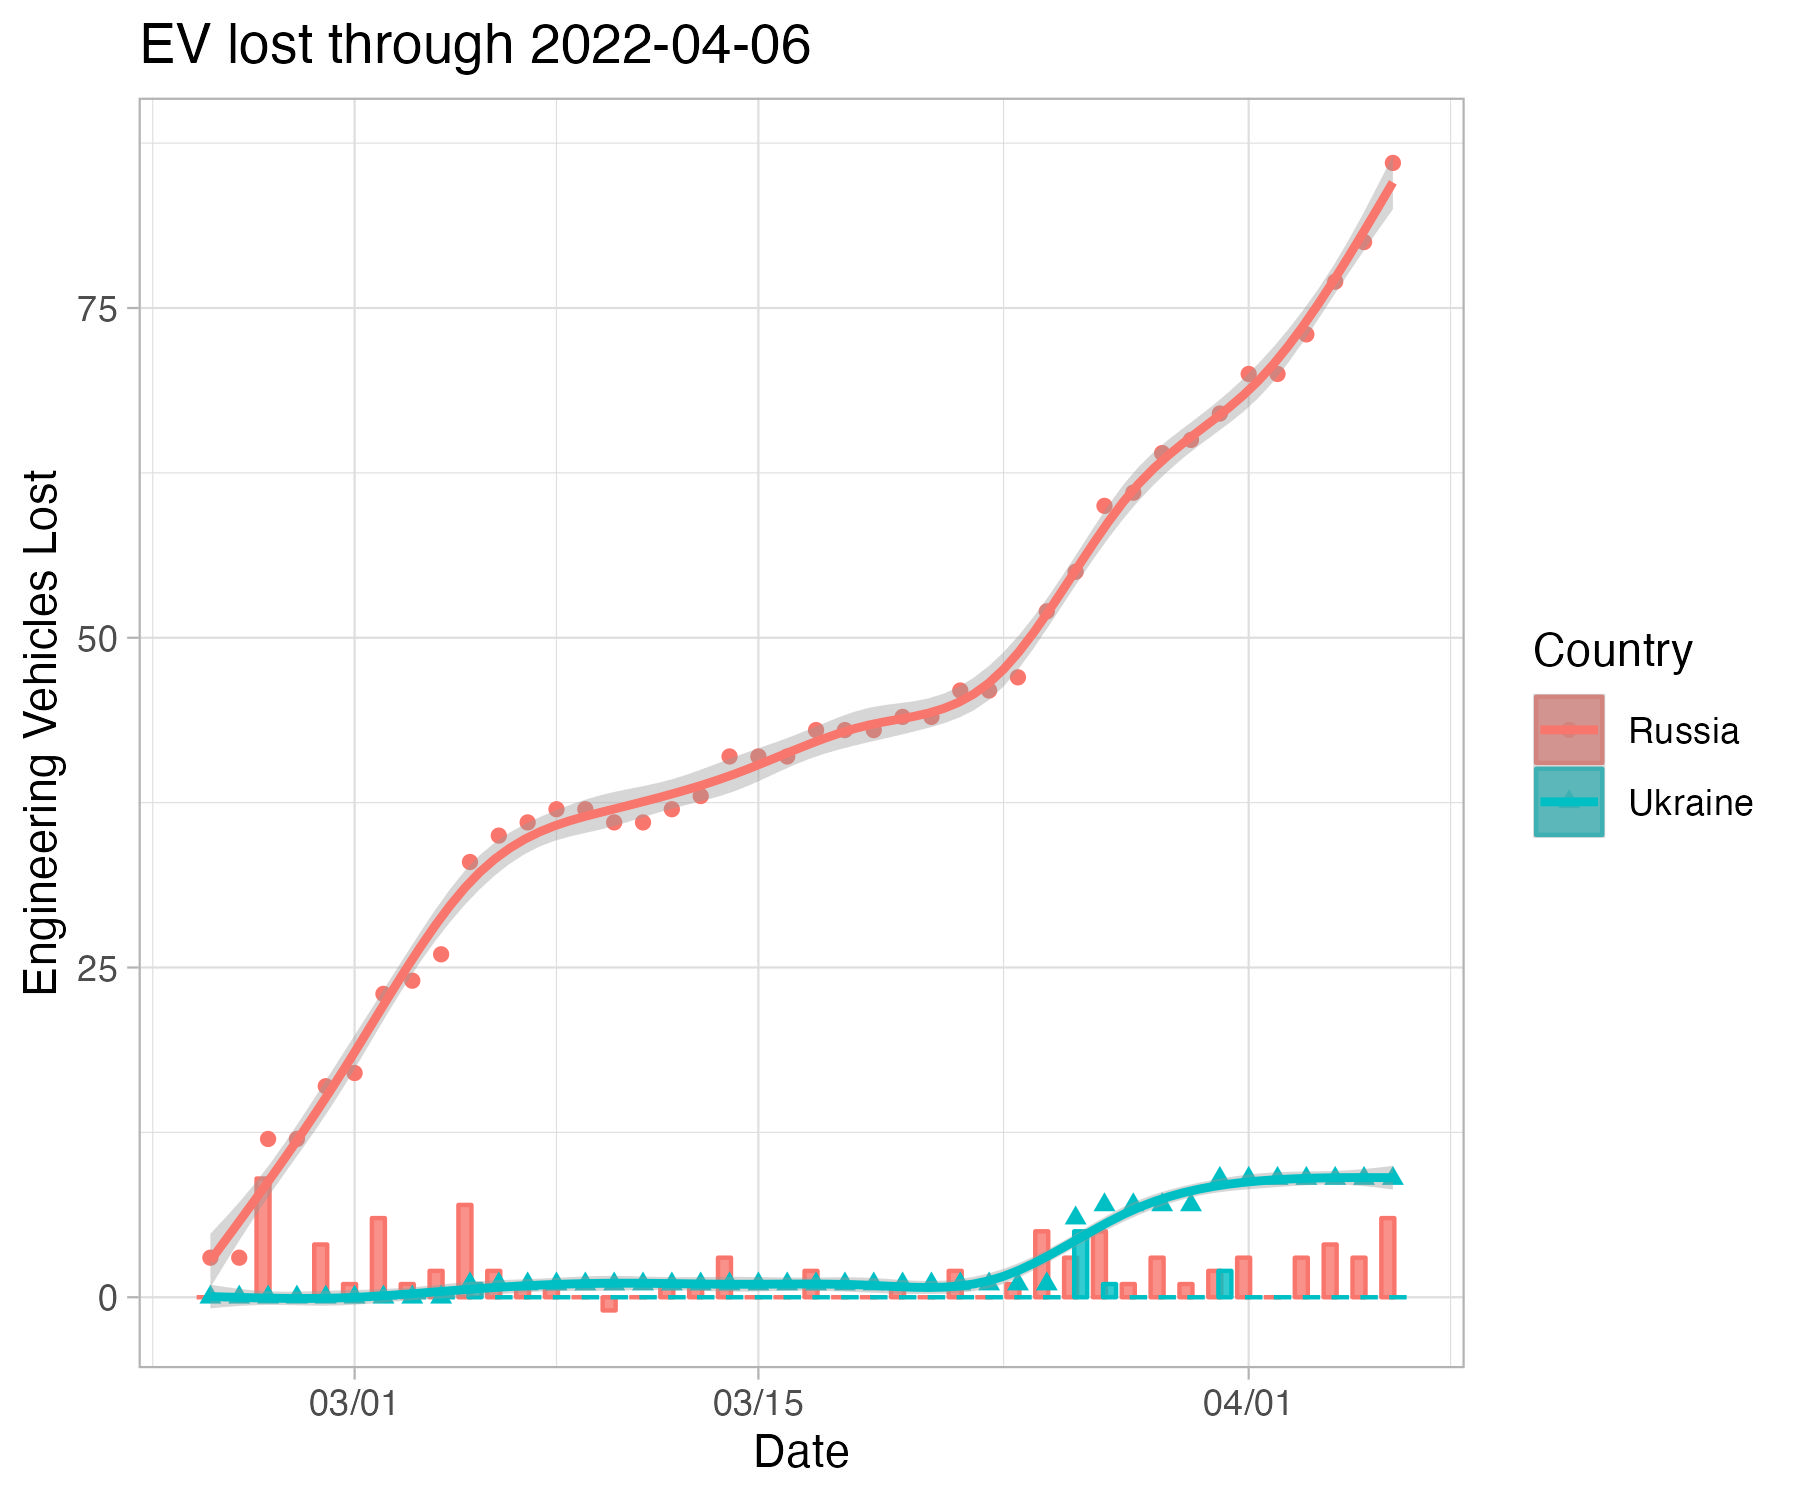 EV lost through 2022-04-06
Engineering Vehicles Lost
75
50
25
0
03/01
03/15
04/01
Date
Country
Russia
Ukraine